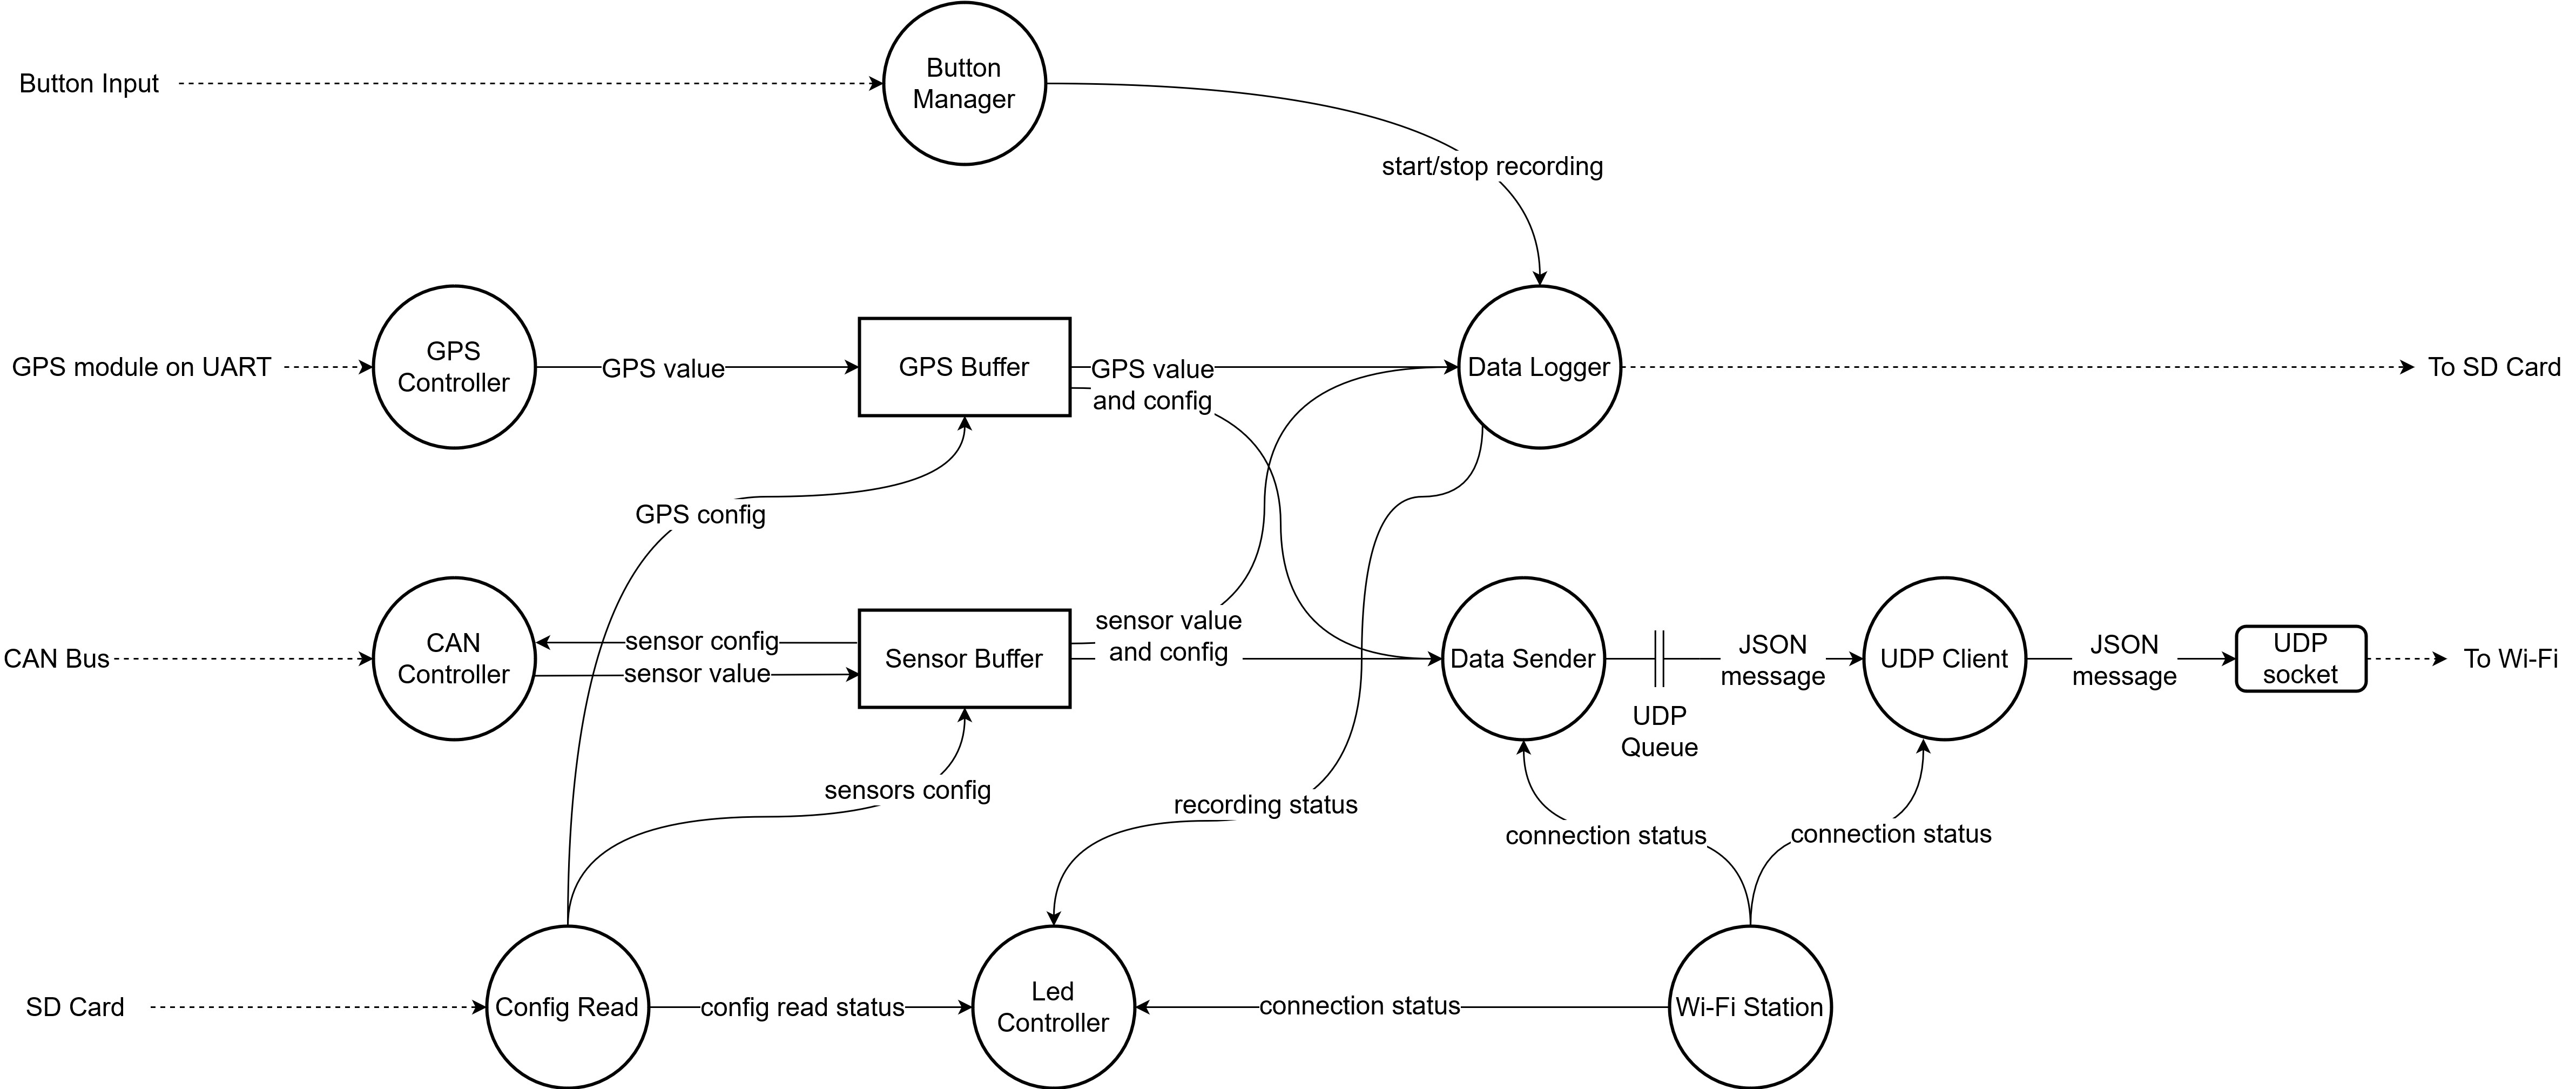 Button
Manager
Button Input
start/stop recording
GPS module on UART
GPS
Controller
GPS value
GPS Buffer
GPS value
and config
Data Logger
To SD Card
GPS config
CAN Bus
CAN
Controller
sensor config
sensor value
Sensor Buffer
sensor value
and config
Data Sender
UDP
Queue
JSON
message
UDP Client
JSON
message
UDP
socket
To Wi-Fi
sensors config
recording status
connection status
connection status
SD Card
Config Read
config read status
Led
Controller
connection status
Wi-Fi Station